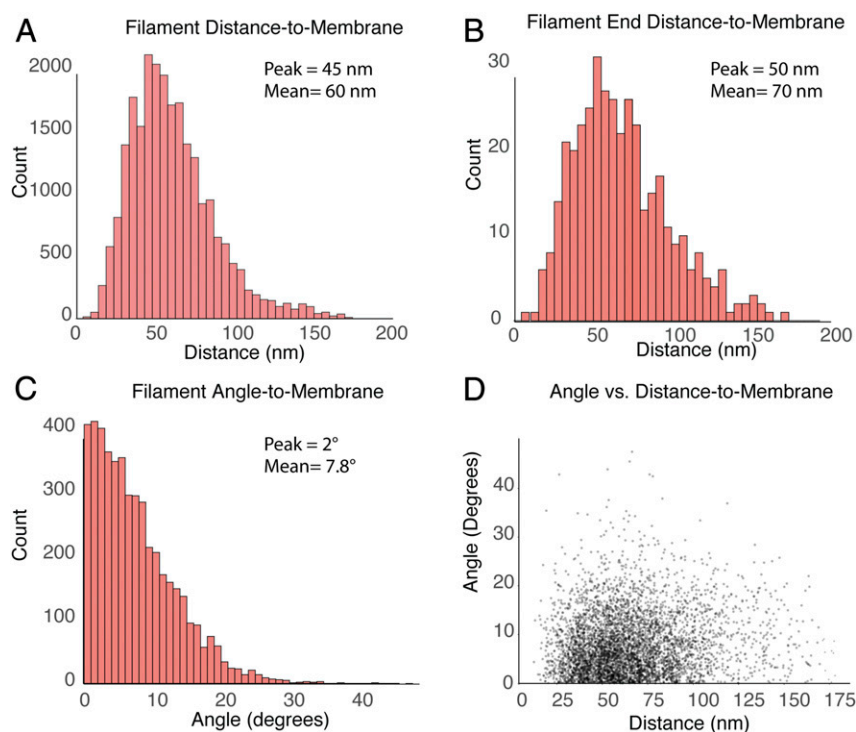 A
Filament Distance-to-Membrane
Peak = 45 nm
Mean= 60 nm
2000
1500
1000
500
0
Count
0
50
100
150
200
Distance (nm)
B
Filament End Distance-to-Membrane
Peak = 50 nm
Mean = 70 nm
30
20
10
0
Count
0
50
100
150
200
Distance (nm)
C
Filament Angle-to-Membrane
Peak = 2°
Mean= 7.8°
400
300
200
100
0
Count
0
10
20
30
40
Angle (degrees)
D
Angle vs. Distance-to-Membrane
40
30
20
10
0
Angle (Degrees)
0
25
50
75
100
125
150
175
Distance (nm)